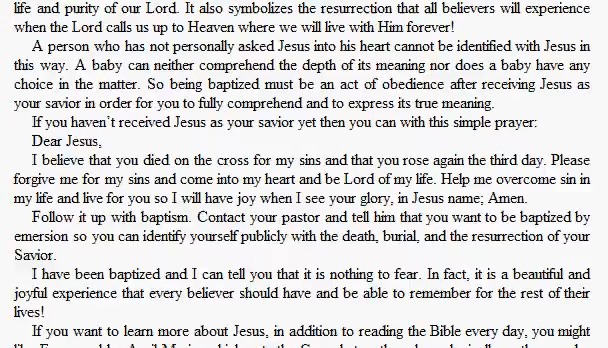 life and purity of our Lord. It also symbolizes the resurrection that all believers will experience
when the Lord calls us up to Heaven where we will live with Him forever!
A person who has not personally asked Jesus into his heart cannot be identified with Jesus in
this way. A baby can neither comprehend the depth of its meaning nor does a baby have any
choice in the matter. So being baptized must be an act of obedience after receiving Jesus as
your savior in order for you to fully comprehend and to express its true meaning.
If you haven’t received Jesus as your savior yet then you can with this simple prayer:
Dear Jesus,
I believe that you died on the cross for my sins and that you rose again the third day. Please
forgive me for my sins and come into my heart and be Lord of my life. Help me overcome sin in
my life and live for you so I will have joy when I see your glory, in Jesus name; Amen.
Follow it up with baptism. Contact your pastor and tell him that you want to be baptized by
emersion so you can identify yourself publicly with the death, burial, and the resurrection of your
Savior.
I have been baptized and I can tell you that it is nothing to fear. In fact, it is a beautiful and
joyful experience that every believer should have and be able to remember for the rest of their
lives!
If you want to learn more about Jesus, in addition to reading the Bible every day, you might